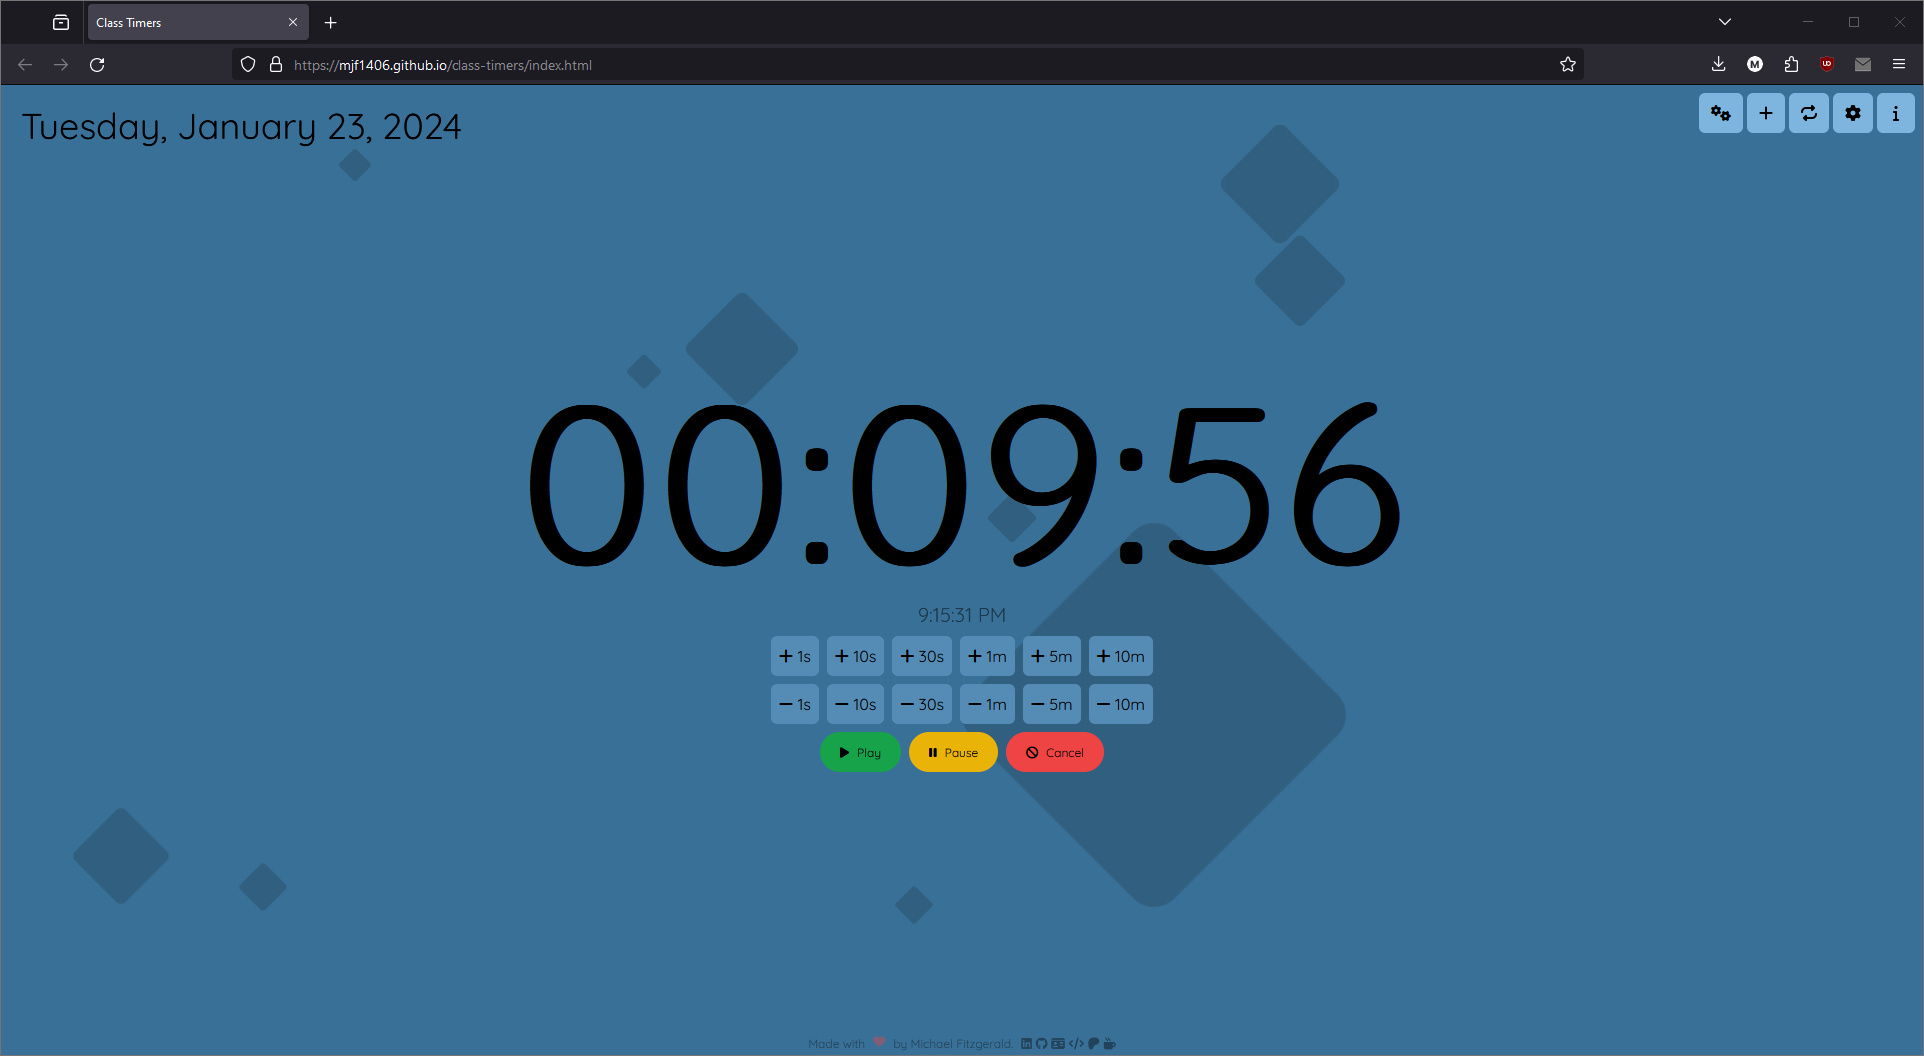 Class Timers
https://mjf1406.github.io/class-timers/index.html
Tuesday, January 23, 2024
00:09:56
9:15:31 PM
+ 1s + 10s + 30s + 1m + 5m + 10m
− 1s − 10s − 30s − 1m − 5m − 10m
Play Pause Cancel
Made with ❤ by Michael Fitzgerald.